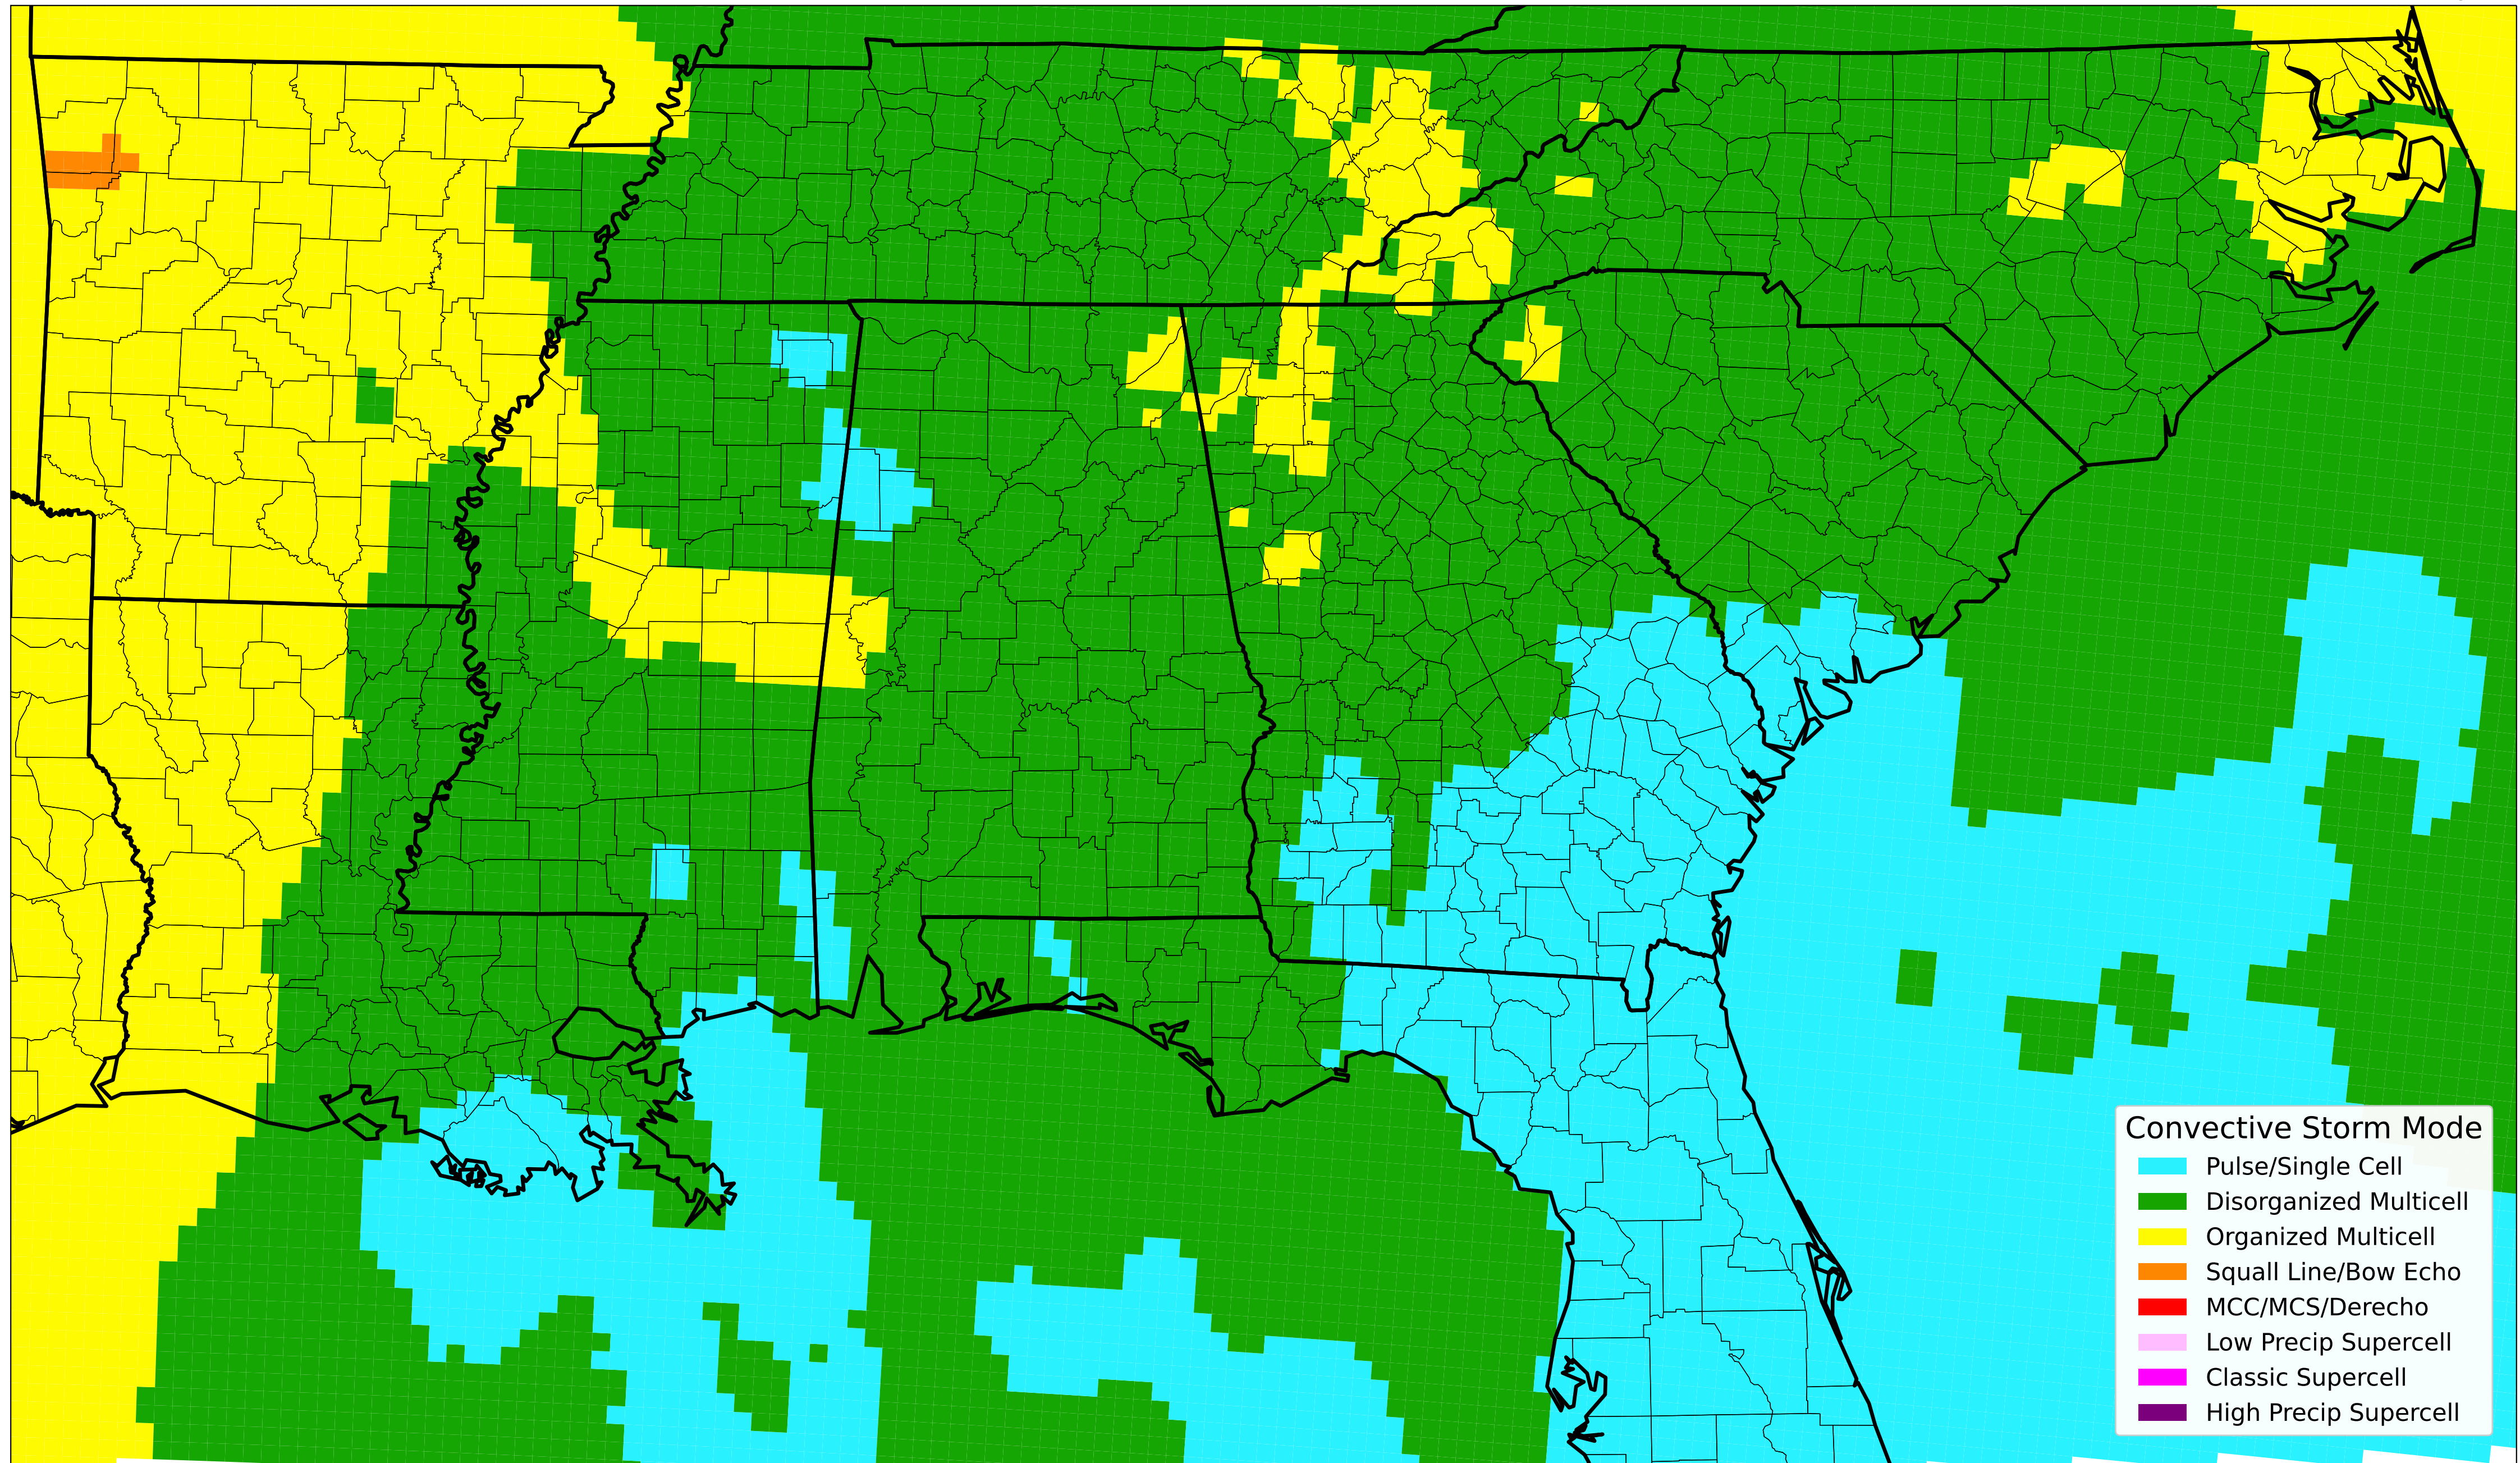 Convective Storm Mode
Pulse/Single Cell
Disorganized Multicell
Organized Multicell
Squall Line/Bow Echo
MCC/MCS/Derecho
Low Precip Supercell
Classic Supercell
High Precip Supercell